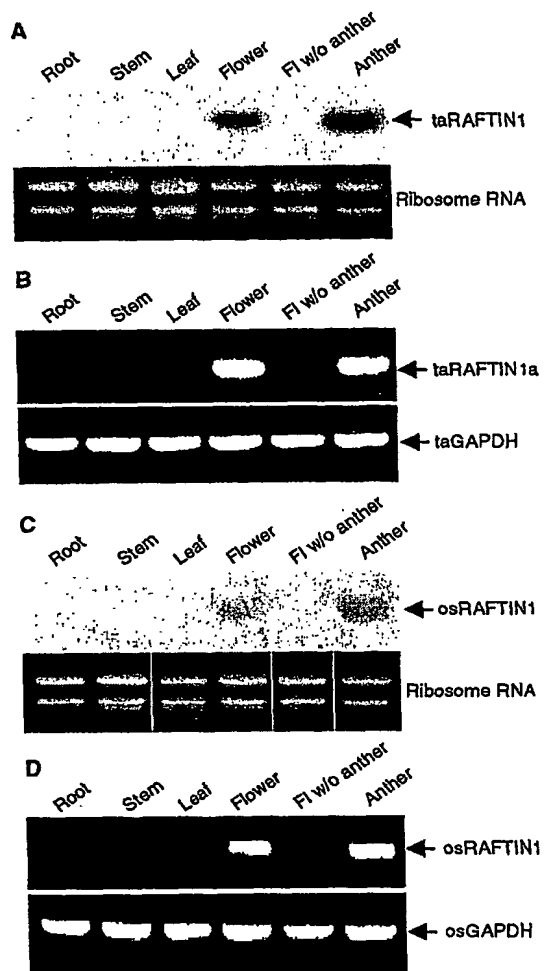 A
Root Stem Leaf Flower Fl w/o anther Anther
taRAFTIN1
Ribosome RNA
B
Root Stem Leaf Flower Fl w/o anther Anther
taRAFTIN1a
taGAPDH
C
Root Stem Leaf Flower Fl w/o anther Anther
osRAFTIN1
Ribosome RNA
D
Root Stem Leaf Flower Fl w/o anther Anther
osRAFTIN1
osGAPDH